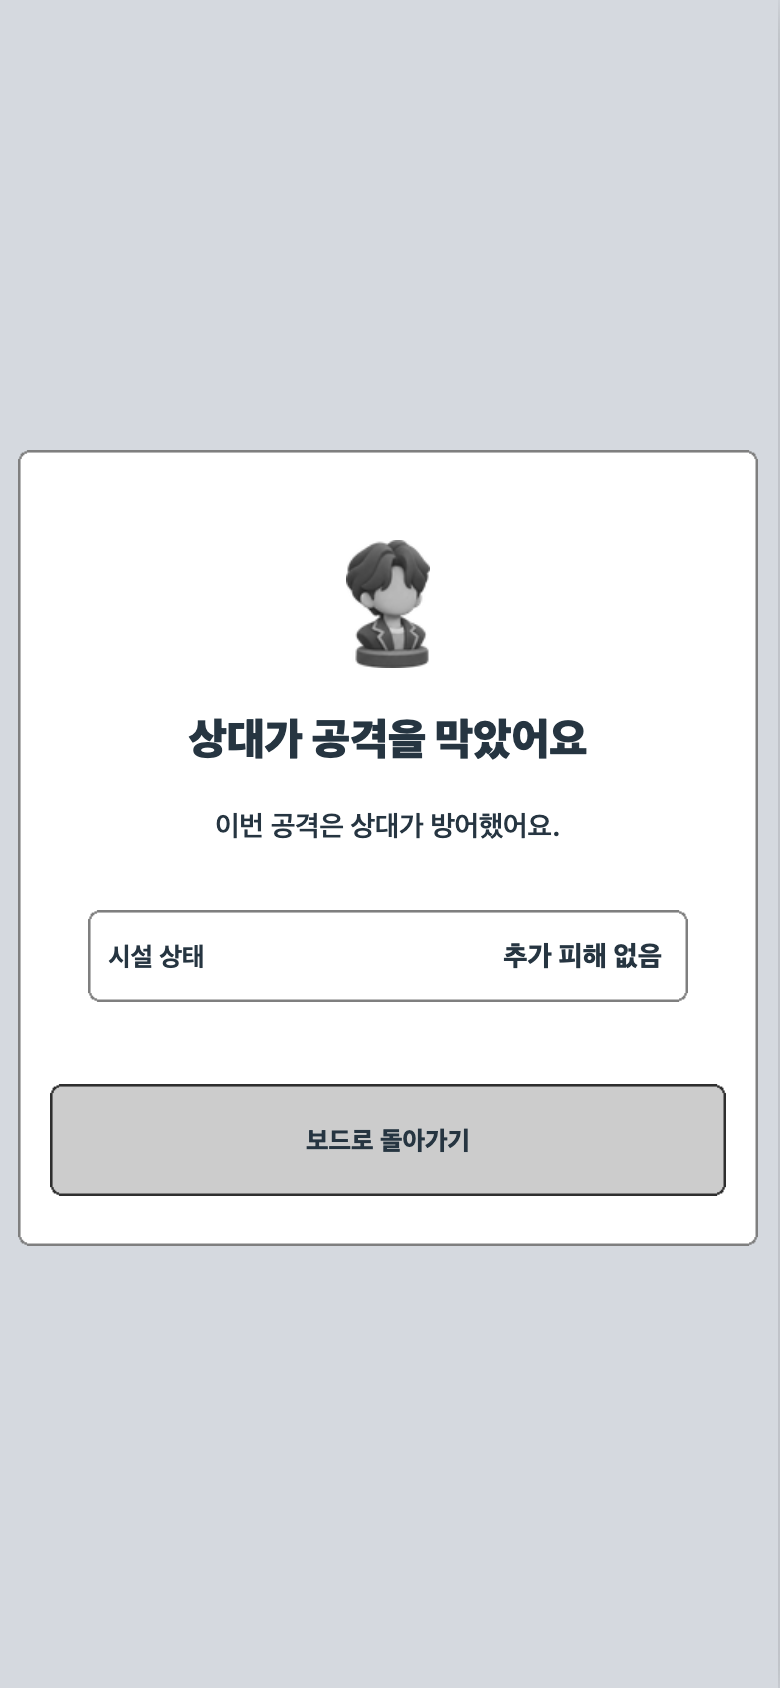 상대가 공격을 막았어요
이번 공격은 상대가 방어했어요.
시설 상태
추가 피해 없음
보드로 돌아가기